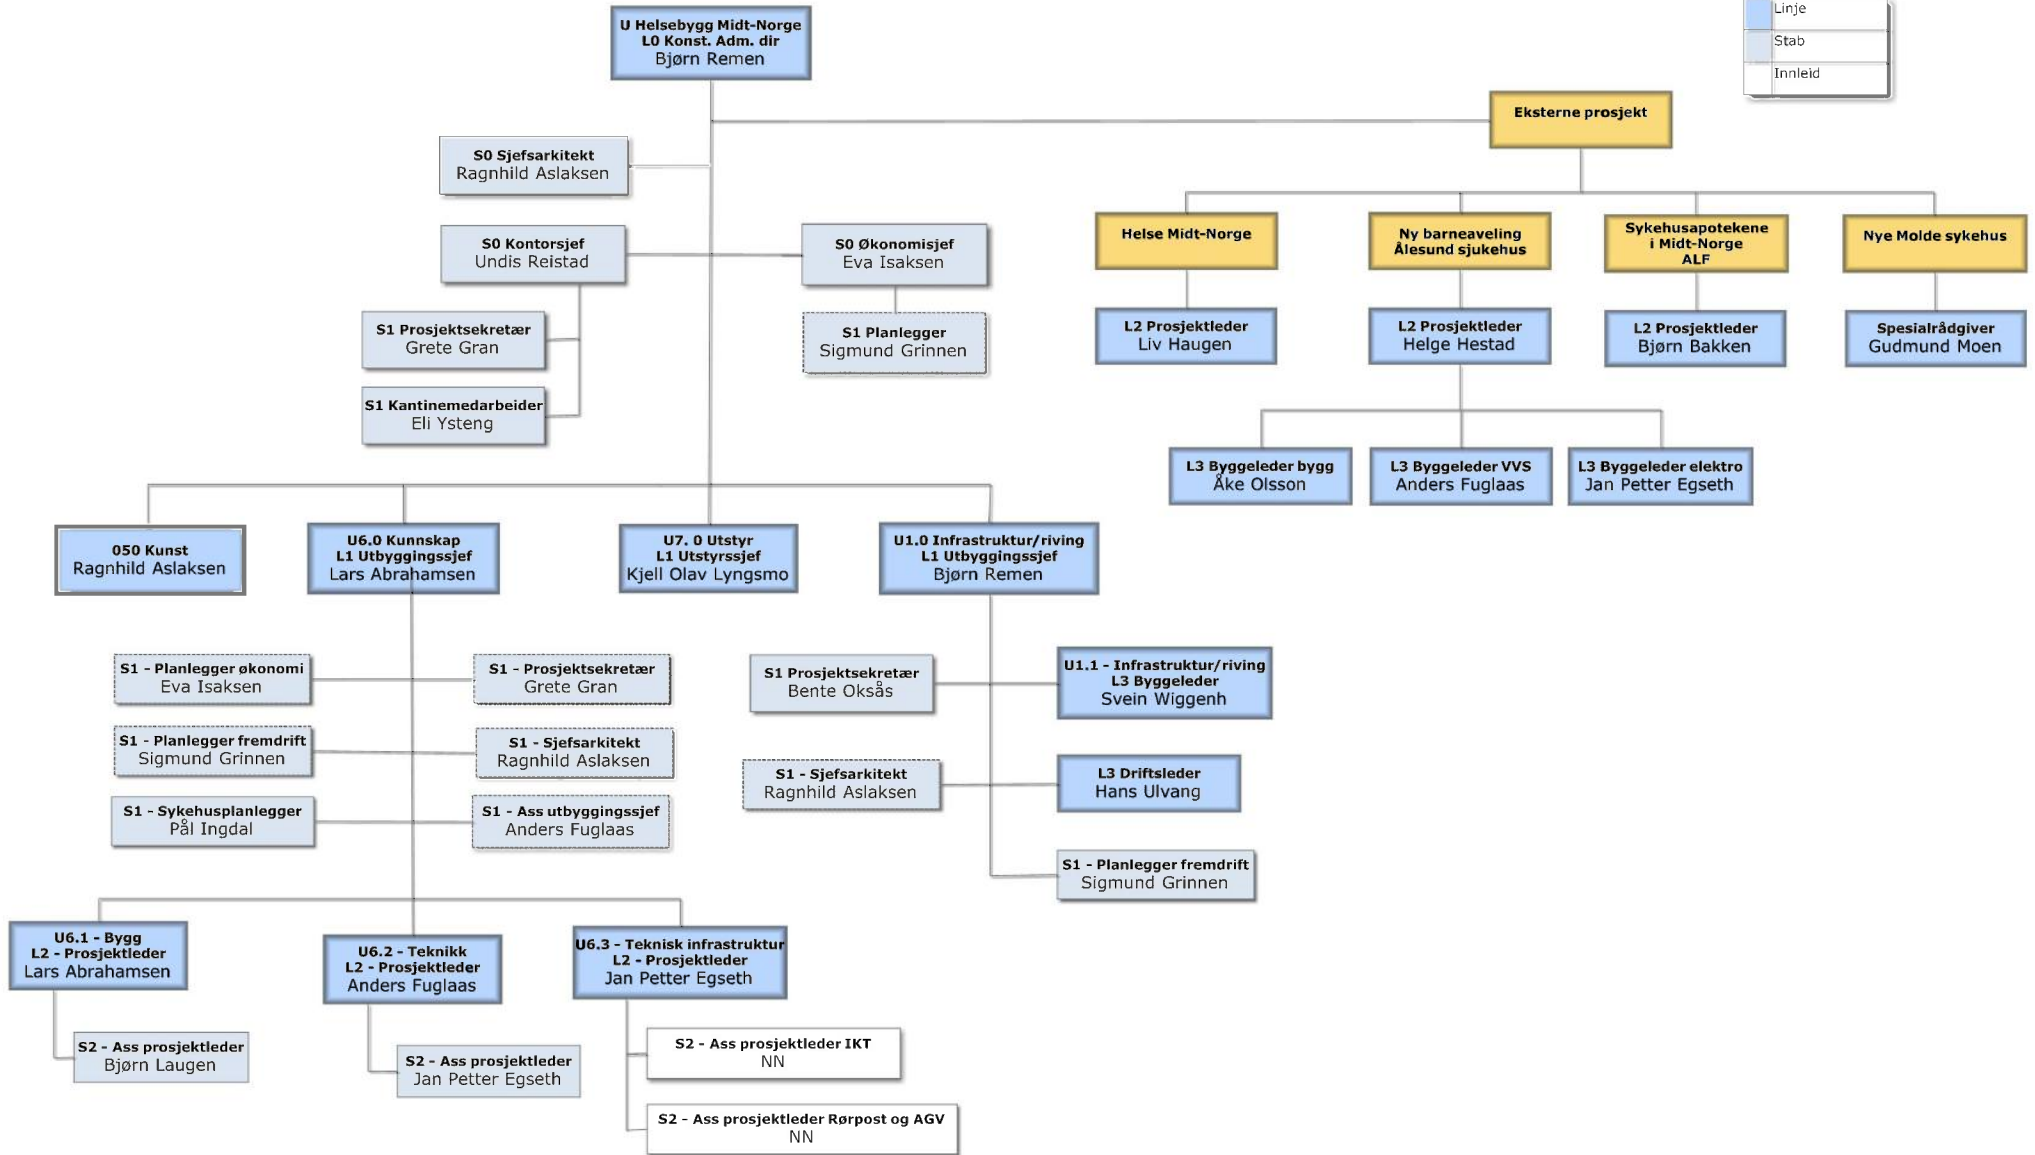 U Helsebygg Midt-Norge
L0 Konst. Adm. dir
Bjørn Remen
Linje
Stab
Innleid
Eksterne prosjekt
S0 Sjefsarkitekt
Ragnhild Aslaksen
S0 Kontorsjef
Undis Reistad
S0 Økonomisjef
Eva Isaksen
S1 Prosjektsekretær
Grete Gran
S1 Planlegger
Sigmund Grinnen
S1 Kantinemedarbeider
Eli Ysteng
Helse Midt-Norge
Ny barneaveling
Ålesund sjukehus
Sykehusapotekene
i Midt-Norge
ALF
Nye Molde sykehus
L2 Prosjektleder
Liv Haugen
L2 Prosjektleder
Helge Hestad
L2 Prosjektleder
Bjørn Bakken
Spesialrådgiver
Gudmund Moen
L3 Byggeleder bygg
Åke Olsson
L3 Byggeleder VVS
Anders Fuglaas
L3 Byggeleder elektro
Jan Petter Egseth
050 Kunst
Ragnhild Aslaksen
U6.0 Kunnskap
L1 Utbyggingssjef
Lars Abrahamsen
U7. 0 Utstyr
L1 Utstyrssjef
Kjell Olav Lyngsmo
U1.0 Infrastruktur/riving
L1 Utbyggingssjef
Bjørn Remen
S1 - Planlegger økonomi
Eva Isaksen
S1 - Prosjektsekretær
Grete Gran
S1 - Planlegger fremdrift
Sigmund Grinnen
S1 - Sjefsarkitekt
Ragnhild Aslaksen
S1 - Sykehusplanlegger
Pål Ingdal
S1 - Ass utbyggingssjef
Anders Fuglaas
S1 Prosjektsekretær
Bente Oksås
U1.1 - Infrastruktur/riving
L3 Byggeleder
Svein Wiggenh
S1 - Sjefsarkitekt
Ragnhild Aslaksen
L3 Driftsleder
Hans Ulvang
S1 - Planlegger fremdrift
Sigmund Grinnen
U6.1 - Bygg
L2 - Prosjektleder
Lars Abrahamsen
U6.2 - Teknikk
L2 - Prosjektleder
Anders Fuglaas
U6.3 - Teknisk infrastruktur
L2 - Prosjektleder
Jan Petter Egseth
S2 - Ass prosjektleder
Bjørn Laugen
S2 - Ass prosjektleder
Jan Petter Egseth
S2 - Ass prosjektleder IKT
NN
S2 - Ass prosjektleder Rørpost og AGV
NN